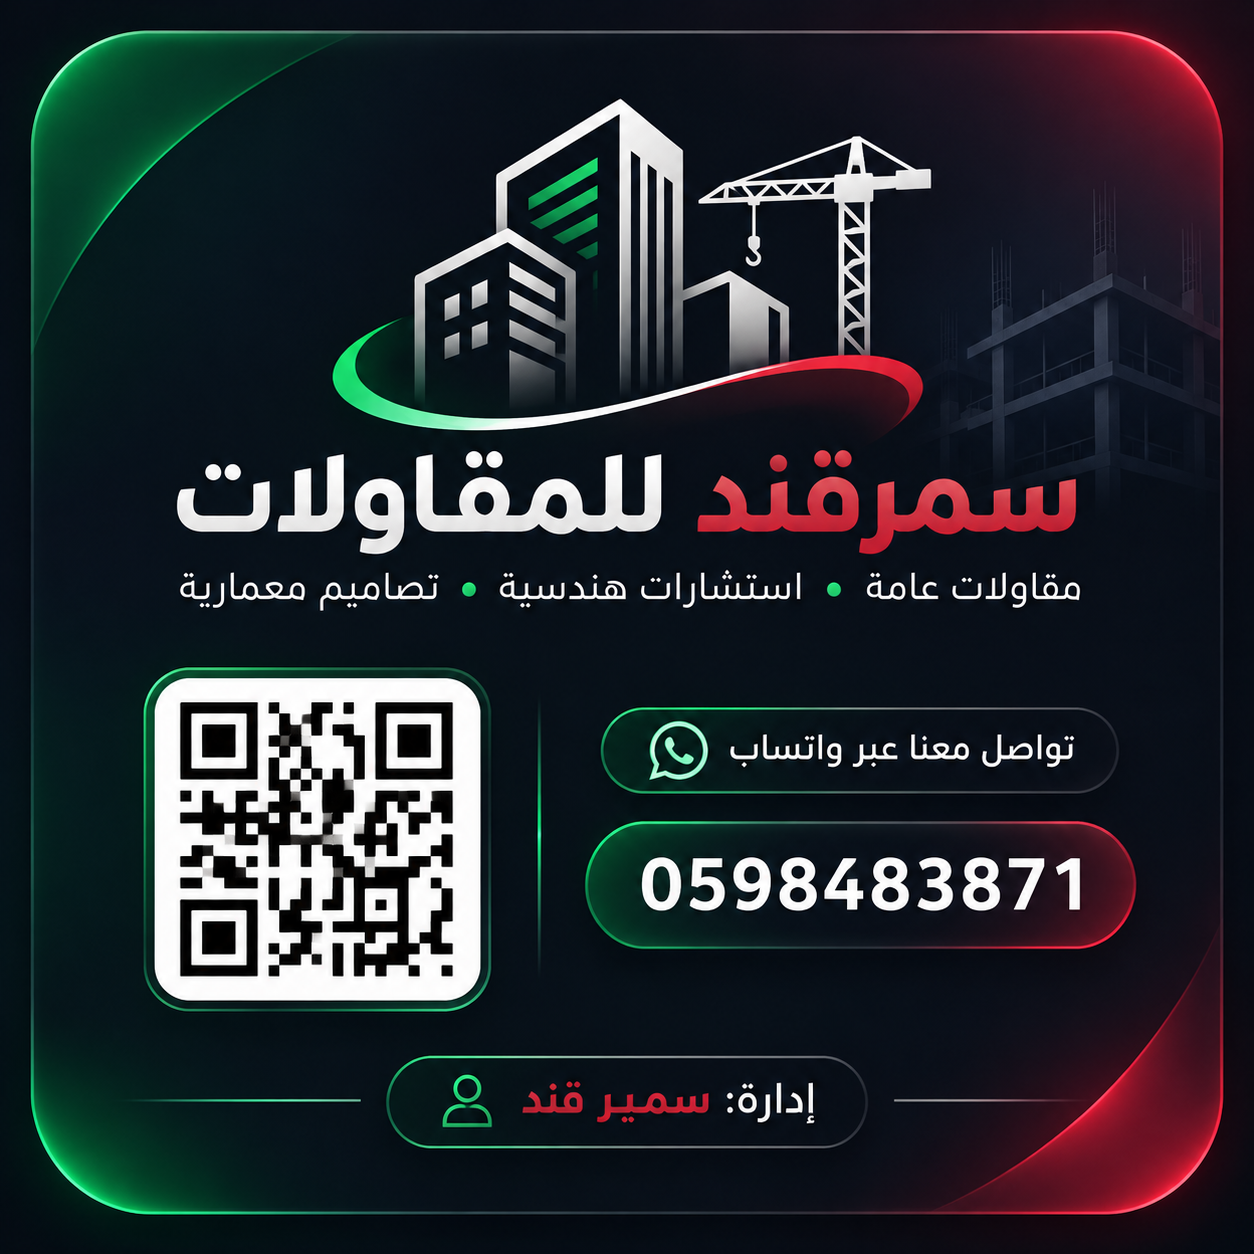 سمرقند للمقاولات
مقاولات عامة • استشارات هندسية • تصاميم معمارية
تواصل معنا عبر واتساب
0598483871
إدارة: سمير قند